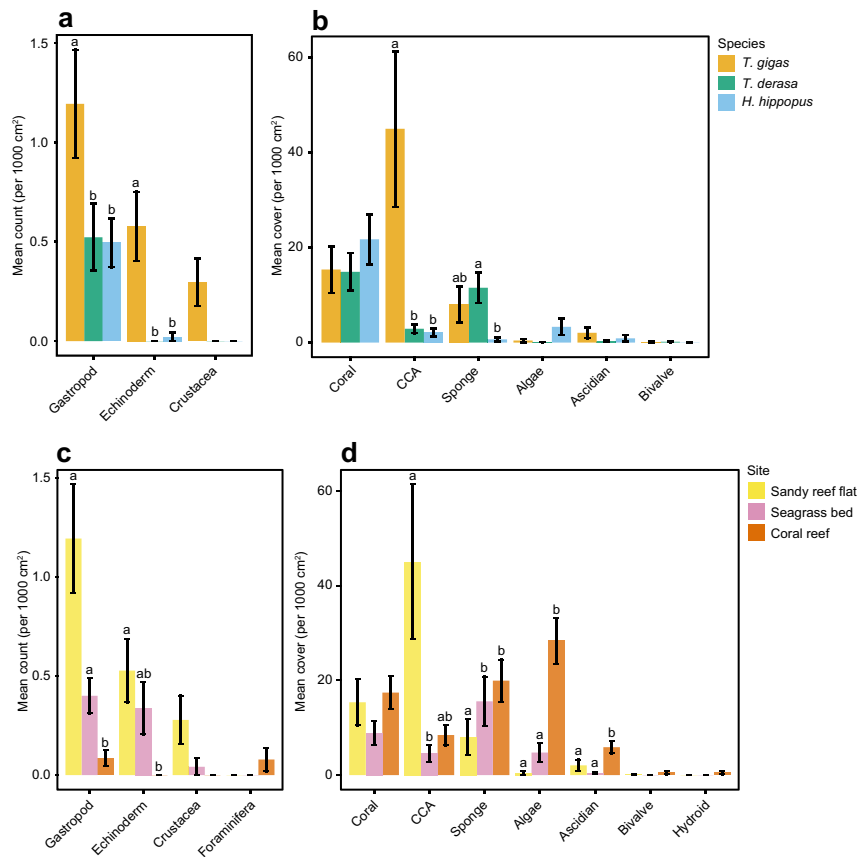 a
Mean count (per 1000 cm²)
1.5
1.0
0.5
0.0
a
b
b
a
b
b
Gastropod
Echinoderm
Crustacea
b
Mean cover (per 1000 cm²)
60
40
20
0
a
b
b
ab
a
b
Coral
CCA
Sponge
Algae
Ascidian
Bivalve
Species
T. gigas
T. derasa
H. hippopus
c
Mean count (per 1000 cm²)
1.5
1.0
0.5
0.0
a
a
b
a
ab
b
Gastropod
Echinoderm
Crustacea
Foraminifera
d
Mean cover (per 1000 cm²)
60
40
20
0
a
b
ab
a
b
b
a
a
b
a
a
b
Coral
CCA
Sponge
Algae
Ascidian
Bivalve
Hydroid
Site
Sandy reef flat
Seagrass bed
Coral reef